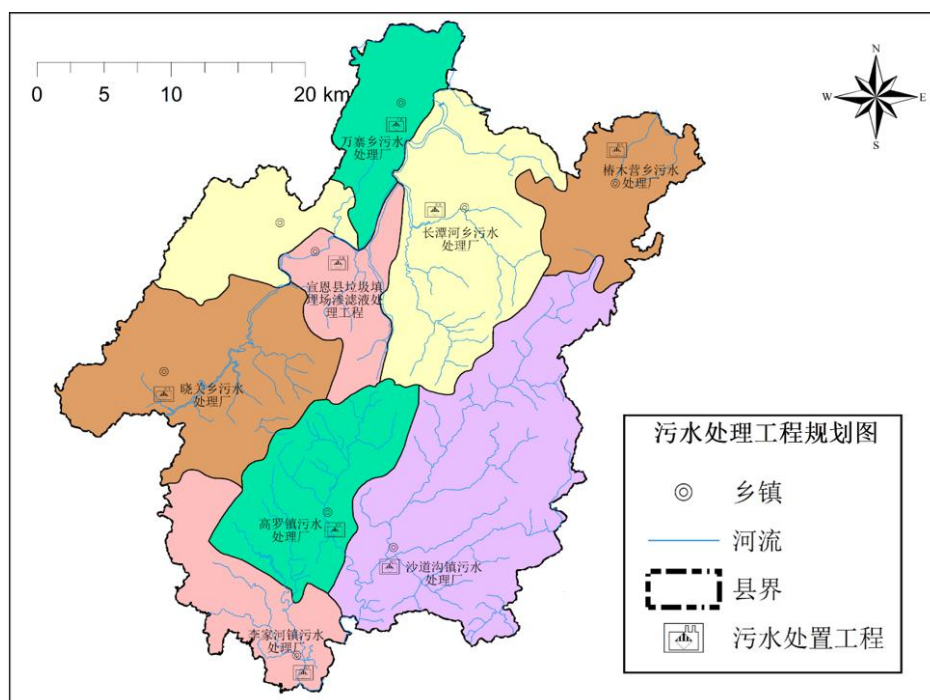 N
W
E
S
0 5 10 20 km
万寨乡污水
处理厂
椿木营乡污水
处理厂
长潭河乡污水
处理厂
宣恩县垃圾填
埋场渗滤液处
理工程
晓关乡污水
处理厂
高罗镇污水
处理厂
沙道沟镇污水
处理厂
李家河镇污水
处理厂
污水处理工程规划图
乡镇
河流
县界
污水处置工程